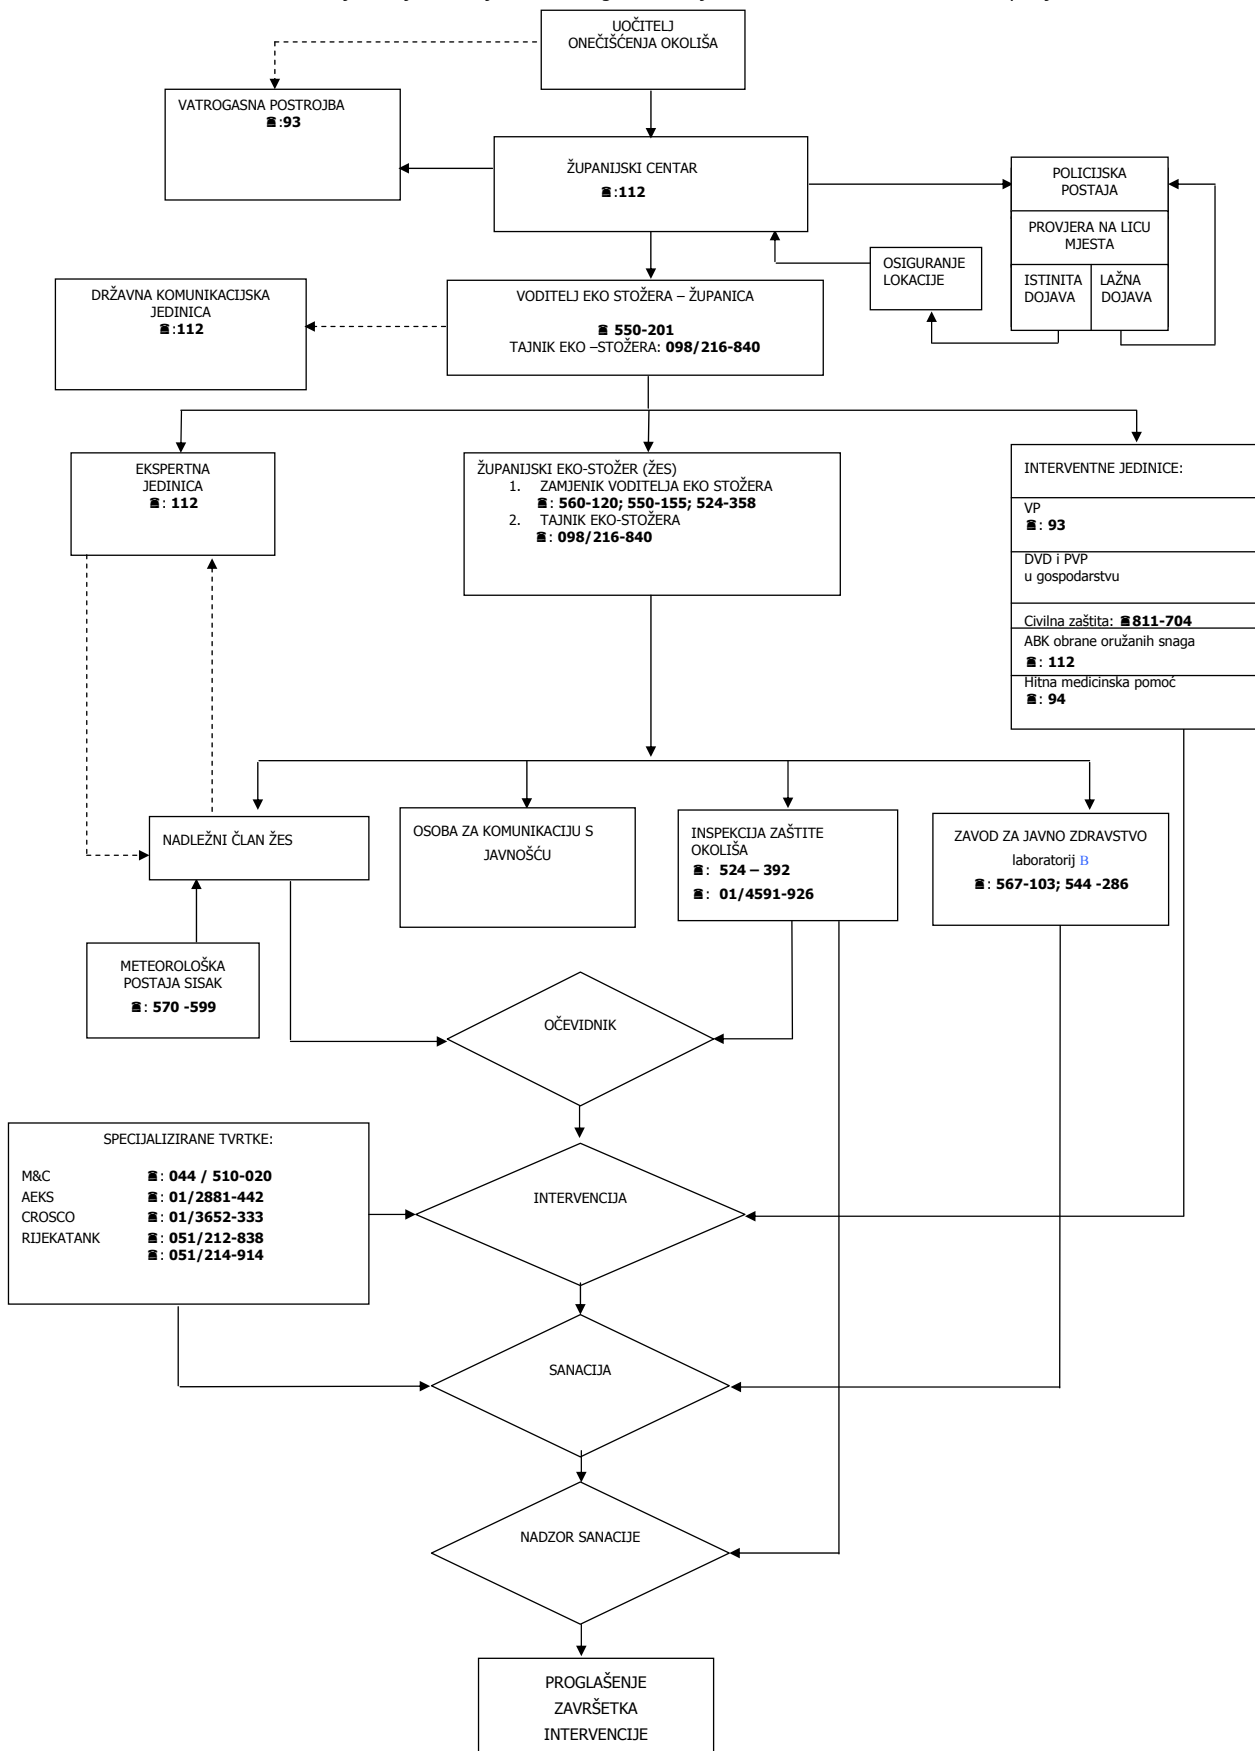 UOČITELJ
ONEČIŠĆENJA OKOLIŠA
VATROGASNA POSTROJBA
☎:93
ŽUPANIJSKI CENTAR
☎:112
POLICIJSKA
POSTAJA
PROVJERA NA LICU
MJESTA
ISTINITA
DOJAVA
LAŽNA
DOJAVA
OSIGURANJE
LOKACIJE
DRŽAVNA KOMUNIKACIJSKA
JEDINICA
☎:112
VODITELJ EKO STOŽERA – ŽUPANICA
☎ 550-201
TAJNIK EKO –STOŽERA: 098/216-840
EKSPERTNA
JEDINICA
☎: 112
ŽUPANIJSKI EKO-STOŽER (ŽES)
1. ZAMJENIK VODITELJA EKO STOŽERA
☎: 560-120; 550-155; 524-358
2. TAJNIK EKO-STOŽERA
☎: 098/216-840
INTERVENTNE JEDINICE:
VP
☎: 93
DVD i PVP
u gospodarstvu
Civilna zaštita: ☎811-704
ABK obrane oružanih snaga
☎: 112
Hitna medicinska pomoć
☎: 94
NADLEŽNI ČLAN ŽES
OSOBA ZA KOMUNIKACIJU S
JAVNOŠĆU
INSPEKCIJA ZAŠTITE
OKOLIŠA
☎: 524 – 392
☎: 01/4591-926
ZAVOD ZA JAVNO ZDRAVSTVO
laboratorij B
☎: 567-103; 544 -286
METEOROLOŠKA
POSTAJA SISAK
☎: 570 -599
OČEVIDNIK
SPECIJALIZIRANE TVRTKE:
M&C ☎: 044 / 510-020
AEKS ☎: 01/2881-442
CROSCO ☎: 01/3652-333
RIJEKATANK ☎: 051/212-838
☎: 051/214-914
INTERVENCIJA
SANACIJA
NADZOR SANACIJE
PROGLAŠENJE
ZAVRŠETKA
INTERVENCIJE